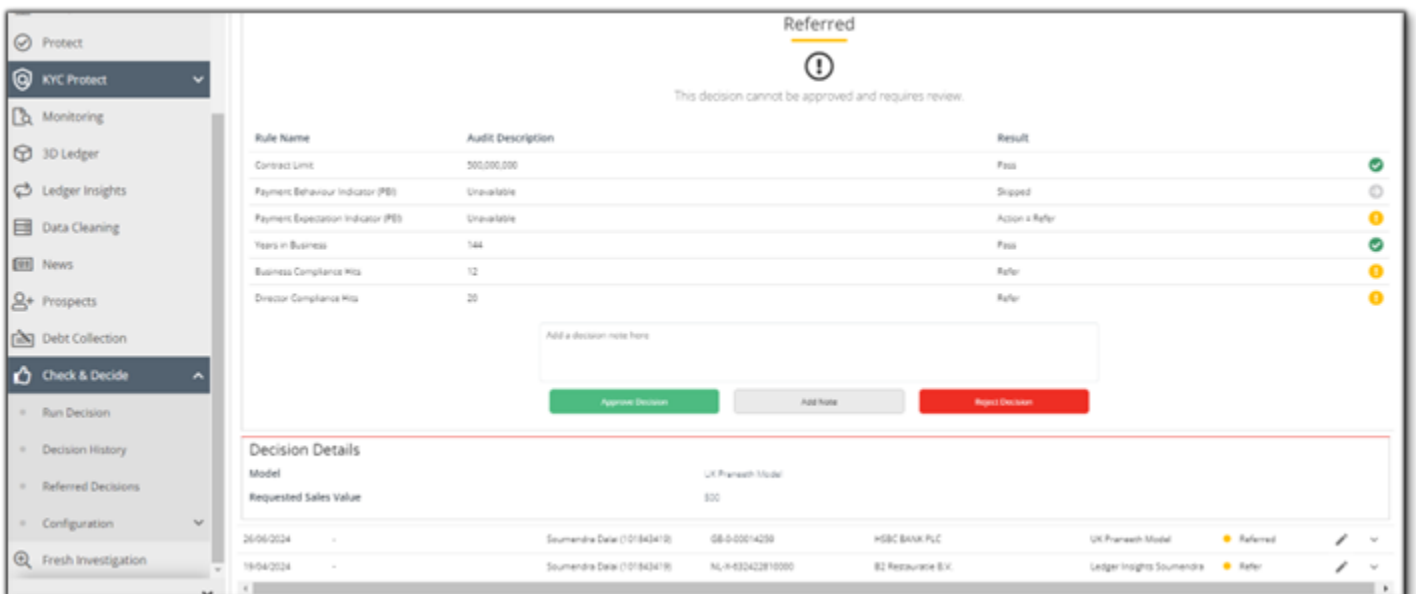 Protect
KYC Protect
Monitoring
3D Ledger
Ledger Insights
Data Cleaning
News
Prospects
Debt Collection
Check & Decide
Run Decision
Decision History
Referred Decisions
Configuration
Fresh Investigation
Referred
This decision cannot be approved and requires review.
Rule Name Audit Description Result
Contract Limit 500,000,000 Pass
Payment Behaviour Indicator (PBI) Unavailable Skipped
Payment Expectation Indicator (PEI) Unavailable Action = Refer
Years in Business 144 Pass
Business Compliance Hits 12 Refer
Director Compliance Hits 20 Refer
Add a decision note here
Approve Decision Add Note Reject Decision
Decision Details
Model UK Praneeth Model
Requested Sales Value 500
26/06/2024 - Soumendra Dalai (101843419) GB-0-00014259 HSBC BANK PLC UK Praneeth Model Referred
19/04/2024 - Soumendra Dalai (101843419) NL-X-632422810000 B2 Restauratie B.V. Ledger Insights Soumendra Refer